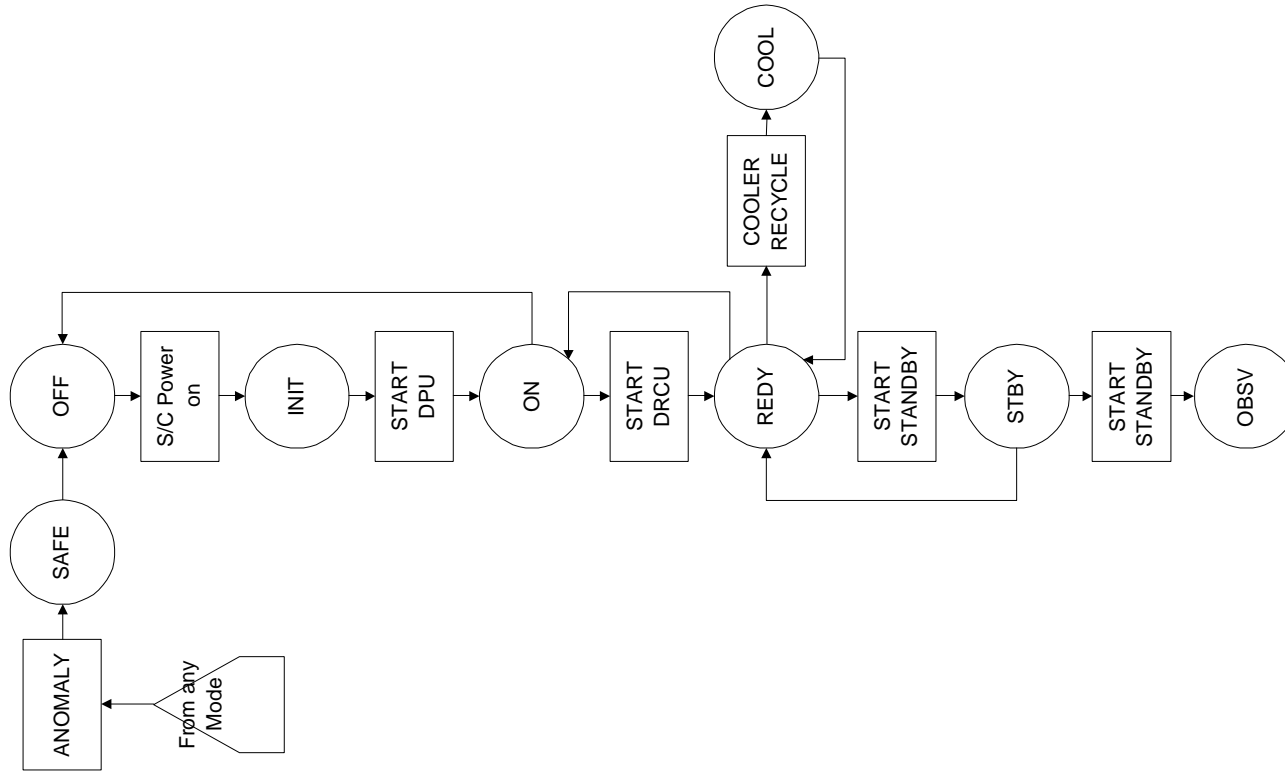 ANOMALY
From any
Mode
SAFE
OFF
S/C Power
on
INIT
START
DPU
ON
START
DRCU
REDY
COOLER
RECYCLE
COOL
START
STANDBY
STBY
START
STANDBY
OBSV